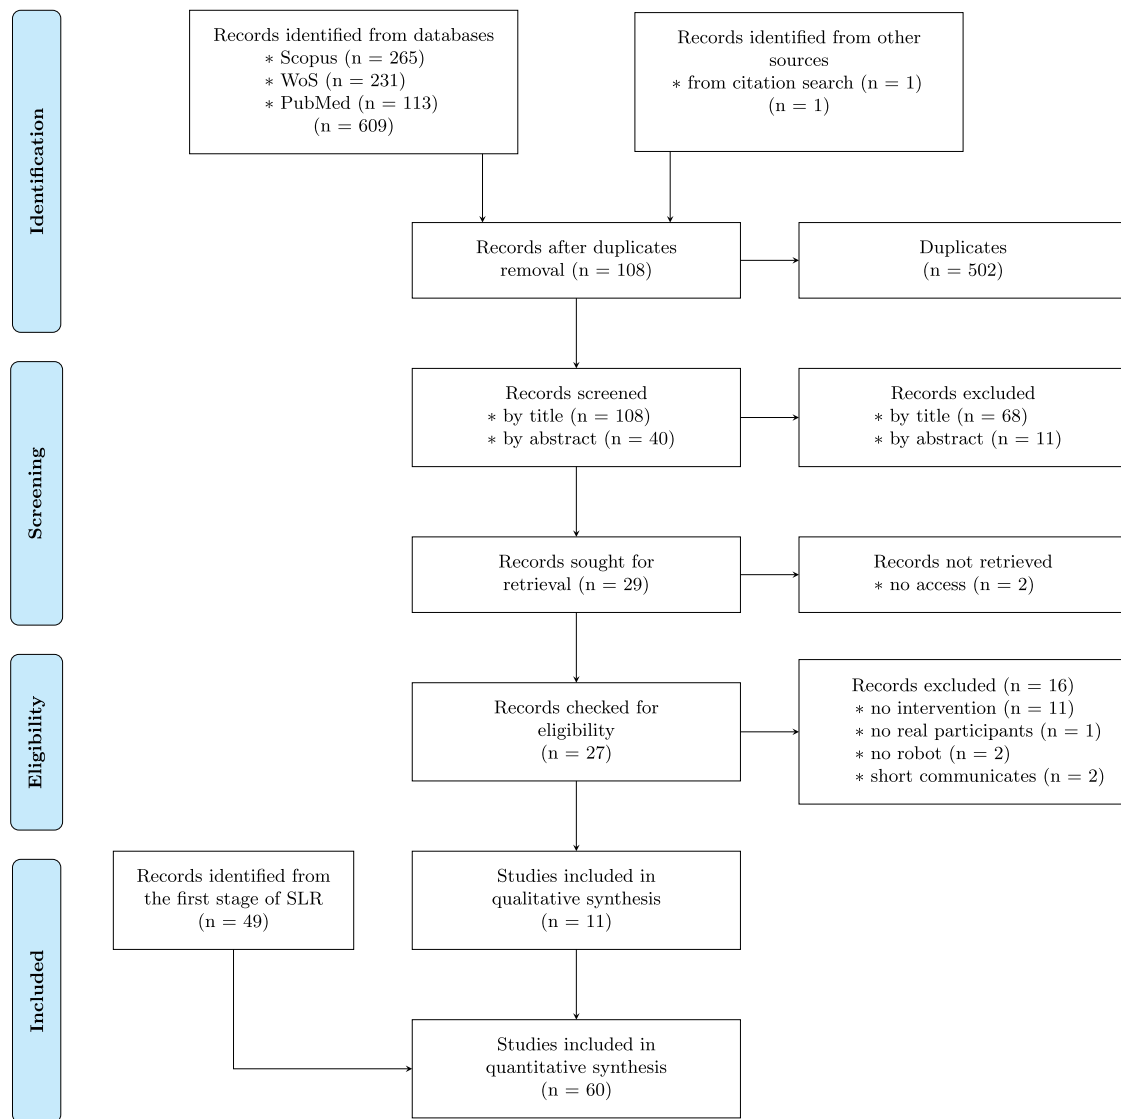 Identification
Records identified from databases
∗ Scopus (n = 265)
∗ WoS (n = 231)
∗ PubMed (n = 113)
(n = 609)
Records identified from other
sources
∗ from citation search (n = 1)
(n = 1)
Records after duplicates
removal (n = 108)
Duplicates
(n = 502)
Screening
Records screened
∗ by title (n = 108)
∗ by abstract (n = 40)
Records excluded
∗ by title (n = 68)
∗ by abstract (n = 11)
Records sought for
retrieval (n = 29)
Records not retrieved
∗ no access (n = 2)
Eligibility
Records checked for
eligibility
(n = 27)
Records excluded (n = 16)
∗ no intervention (n = 11)
∗ no real participants (n = 1)
∗ no robot (n = 2)
∗ short communicates (n = 2)
Included
Records identified from
the first stage of SLR
(n = 49)
Studies included in
qualitative synthesis
(n = 11)
Studies included in
quantitative synthesis
(n = 60)